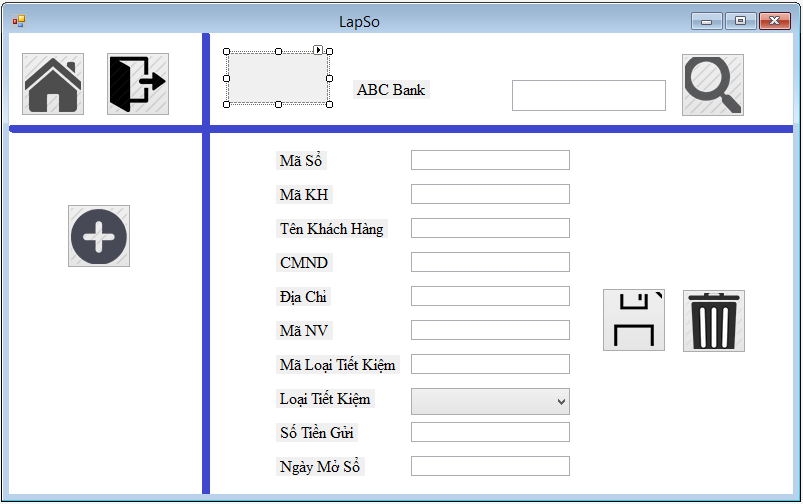 LapSo
ABC Bank
Mã Sổ
Mã KH
Tên Khách Hàng
CMND
Địa Chỉ
Mã NV
Mã Loại Tiết Kiệm
Loại Tiết Kiệm
Số Tiền Gửi
Ngày Mở Sổ